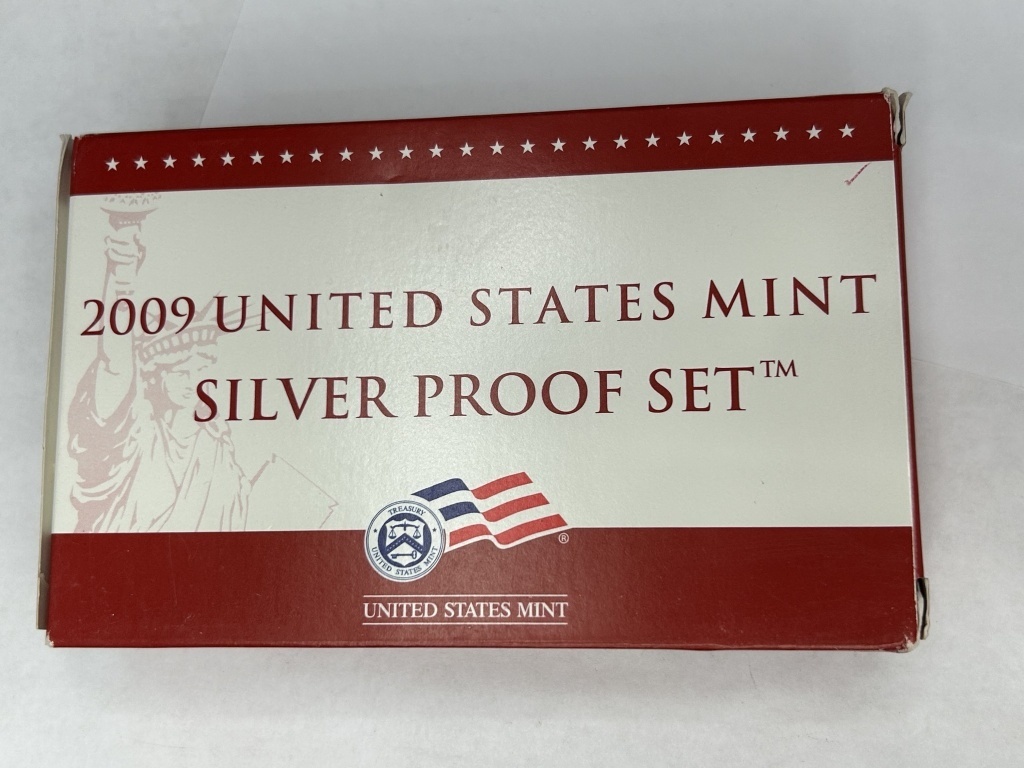 2009 UNITED STATES MINT
SILVER PROOF SET™
TREASURY
UNITED STATES MINT
®
UNITED STATES MINT